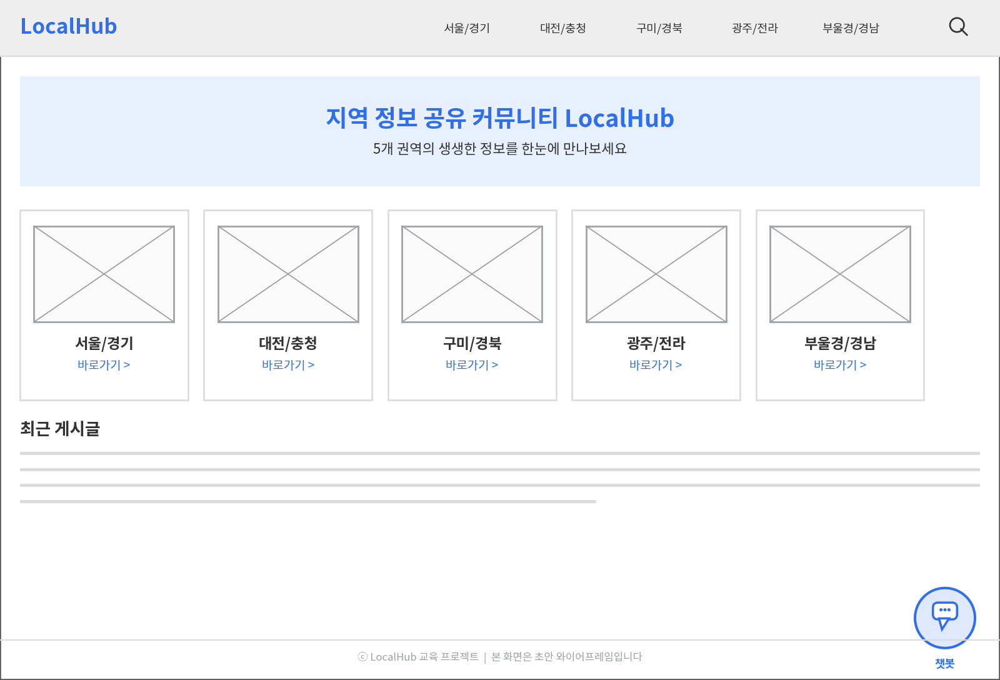 LocalHub
서울/경기
대전/충청
구미/경북
광주/전라
부울경/경남
지역 정보 공유 커뮤니티 LocalHub
5개 권역의 생생한 정보를 한눈에 만나보세요
서울/경기
바로가기 >
대전/충청
바로가기 >
구미/경북
바로가기 >
광주/전라
바로가기 >
부울경/경남
바로가기 >
최근 게시글
ⓒ LocalHub 교육 프로젝트 | 본 화면은 초안 와이어프레임입니다
챗봇